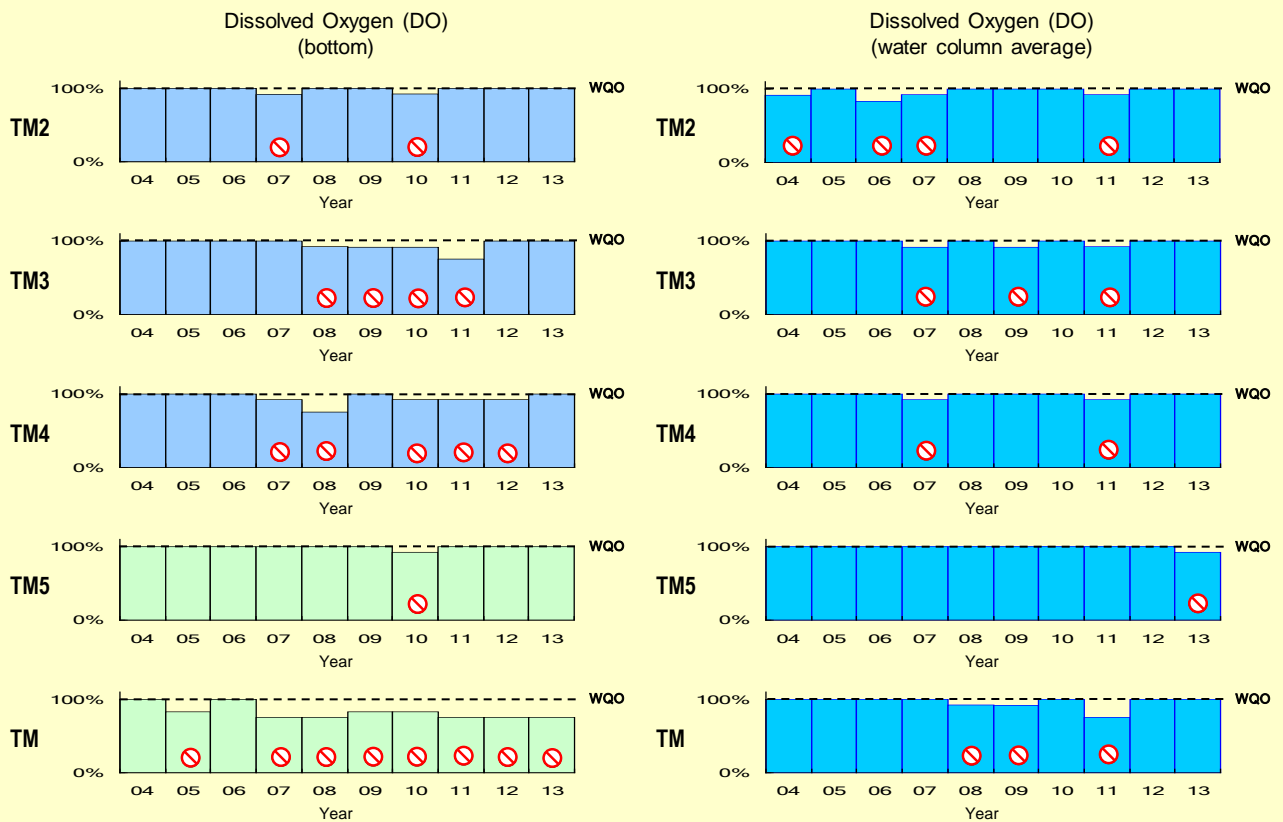 Dissolved Oxygen (DO)
(bottom)
100%
WQO
TM2
0%
04 05 06 07 08 09 10 11 12 13
Year
100%
WQO
TM3
0%
04 05 06 07 08 09 10 11 12 13
Year
100%
WQO
TM4
0%
04 05 06 07 08 09 10 11 12 13
Year
100%
WQO
TM5
0%
04 05 06 07 08 09 10 11 12 13
Year
100%
WQO
TM
0%
04 05 06 07 08 09 10 11 12 13
Year
Dissolved Oxygen (DO)
(water column average)
100%
WQO
TM2
0%
04 05 06 07 08 09 10 11 12 13
Year
100%
WQO
TM3
0%
04 05 06 07 08 09 10 11 12 13
Year
100%
WQO
TM4
0%
04 05 06 07 08 09 10 11 12 13
Year
100%
WQO
TM5
0%
04 05 06 07 08 09 10 11 12 13
Year
100%
WQO
TM
0%
04 05 06 07 08 09 10 11 12 13
Year